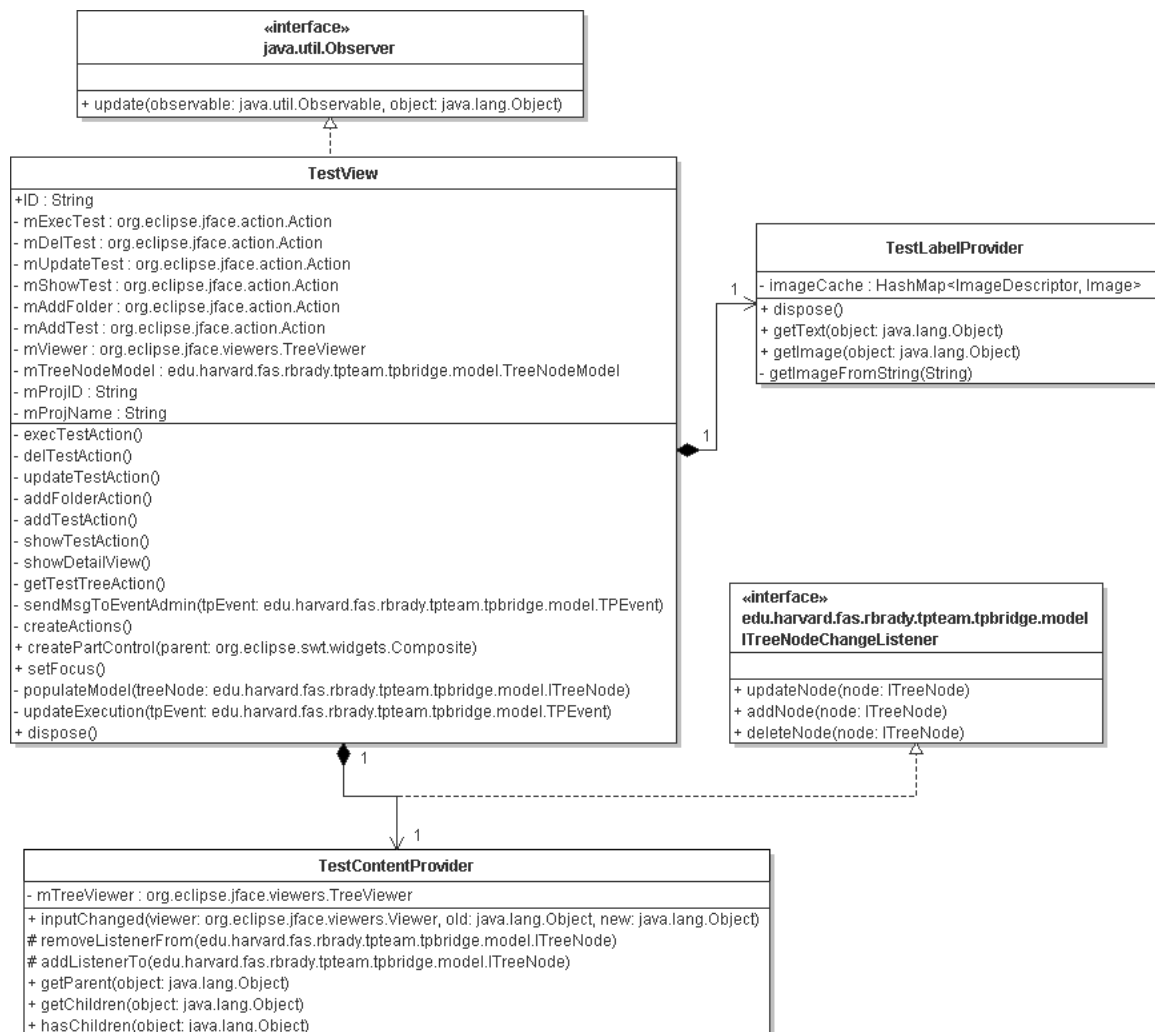 «interface»
java.util.Observer
+ update(observable: java.util.Observable, object: java.lang.Object)
TestView
+ID : String
- mExecTest : org.eclipse.jface.action.Action
- mDelTest : org.eclipse.jface.action.Action
- mUpdateTest : org.eclipse.jface.action.Action
- mShowTest : org.eclipse.jface.action.Action
- mAddFolder : org.eclipse.jface.action.Action
- mAddTest : org.eclipse.jface.action.Action
- mViewer : org.eclipse.jface.viewers.TreeViewer
- mTreeNodeModel : edu.harvard.fas.rbrady.tpteam.tpbridge.model.TreeNodeModel
- mProjID : String
- mProjName : String
- execTestAction()
- delTestAction()
- updateTestAction()
- addFolderAction()
- addTestAction()
- showTestAction()
- showDetailView()
- getTestTreeAction()
- sendMsgToEventAdmin(tpEvent: edu.harvard.fas.rbrady.tpteam.tpbridge.model.TPEvent)
- createActions()
+ createPartControl(parent: org.eclipse.swt.widgets.Composite)
+ setFocus()
- populateModel(treeNode: edu.harvard.fas.rbrady.tpteam.tpbridge.model.ITreeNode)
- updateExecution(tpEvent: edu.harvard.fas.rbrady.tpteam.tpbridge.model.TPEvent)
+ dispose()
1
1
TestLabelProvider
- imageCache : HashMap<ImageDescriptor, Image>
+ dispose()
+ getText(object: java.lang.Object)
+ getImage(object: java.lang.Object)
- getImageFromString(String)
«interface»
edu.harvard.fas.rbrady.tpteam.tpbridge.model
ITreeNodeChangeListener
+ updateNode(node: ITreeNode)
+ addNode(node: ITreeNode)
+ deleteNode(node: ITreeNode)
1
1
TestContentProvider
- mTreeViewer : org.eclipse.jface.viewers.TreeViewer
+ inputChanged(viewer: org.eclipse.jface.viewers.Viewer, old: java.lang.Object, new: java.lang.Object)
# removeListenerFrom(edu.harvard.fas.rbrady.tpteam.tpbridge.model.ITreeNode)
# addListenerTo(edu.harvard.fas.rbrady.tpteam.tpbridge.model.ITreeNode)
+ getParent(object: java.lang.Object)
+ getChildren(object: java.lang.Object)
+ hasChildren(object: java.lang.Object)